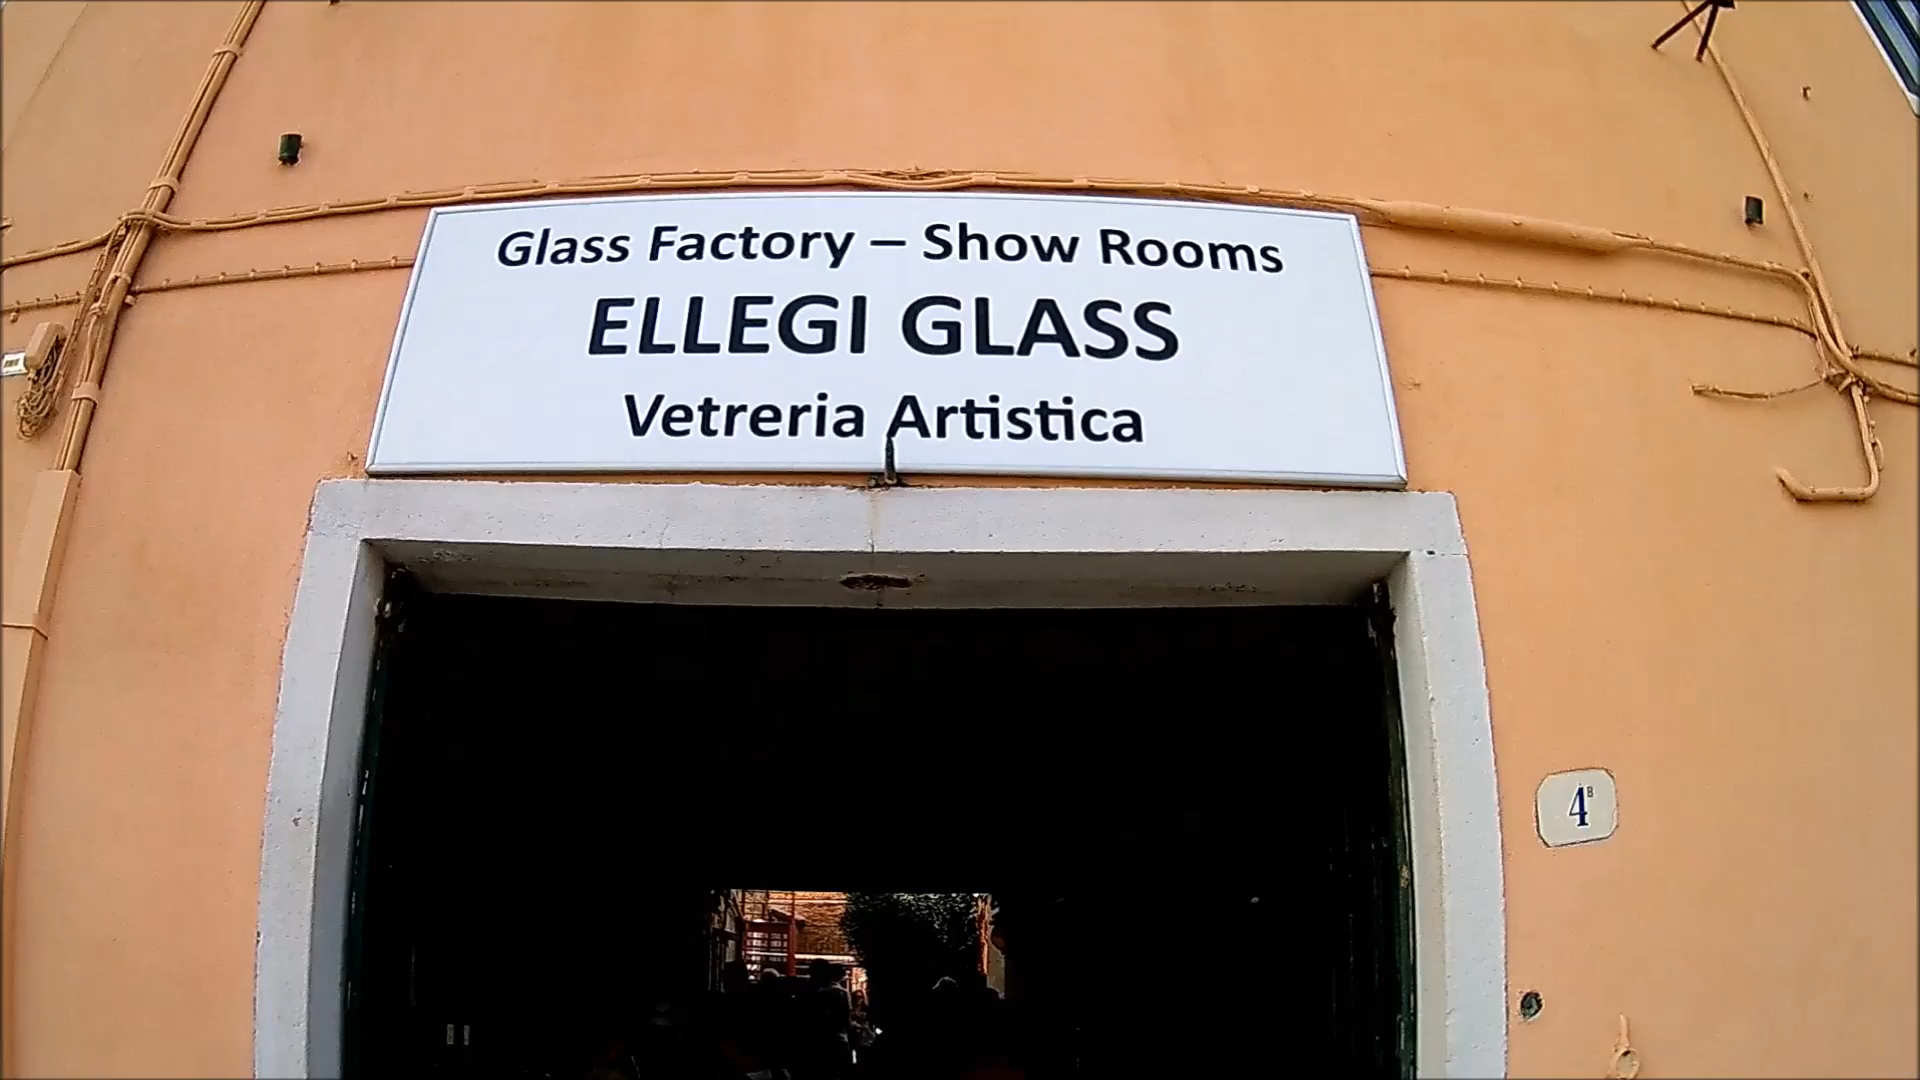 Glass Factory – Show Rooms
ELLEGI GLASS
Vetreria Artistica
4B